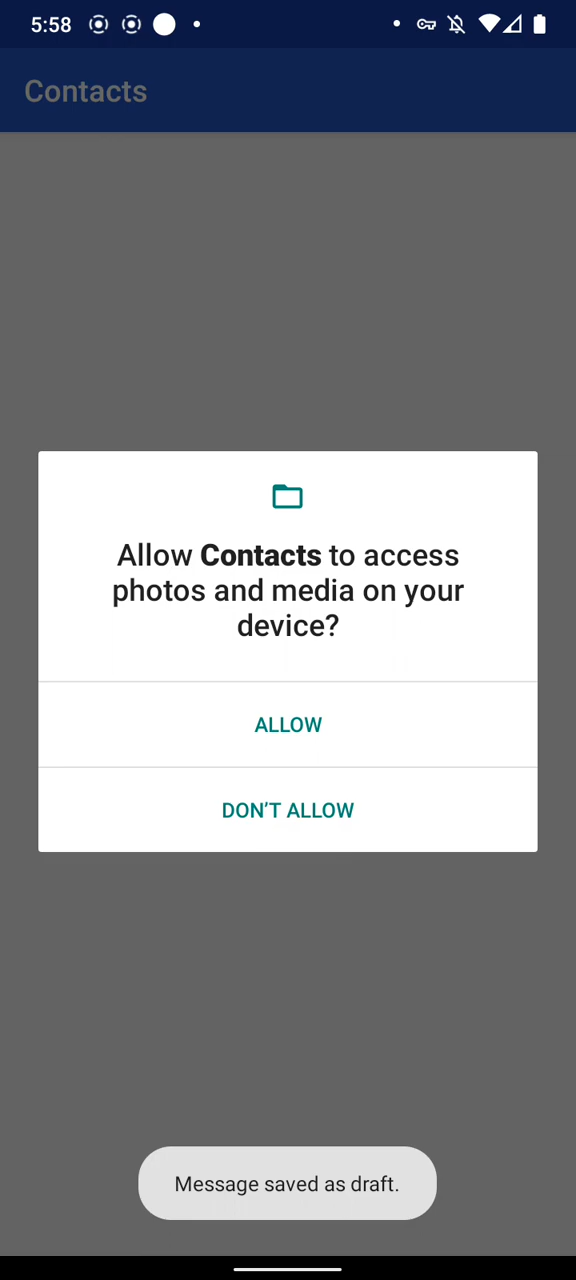 5:58
Contacts
Allow Contacts to access
photos and media on your
device?
ALLOW
DON’T ALLOW
Message saved as draft.